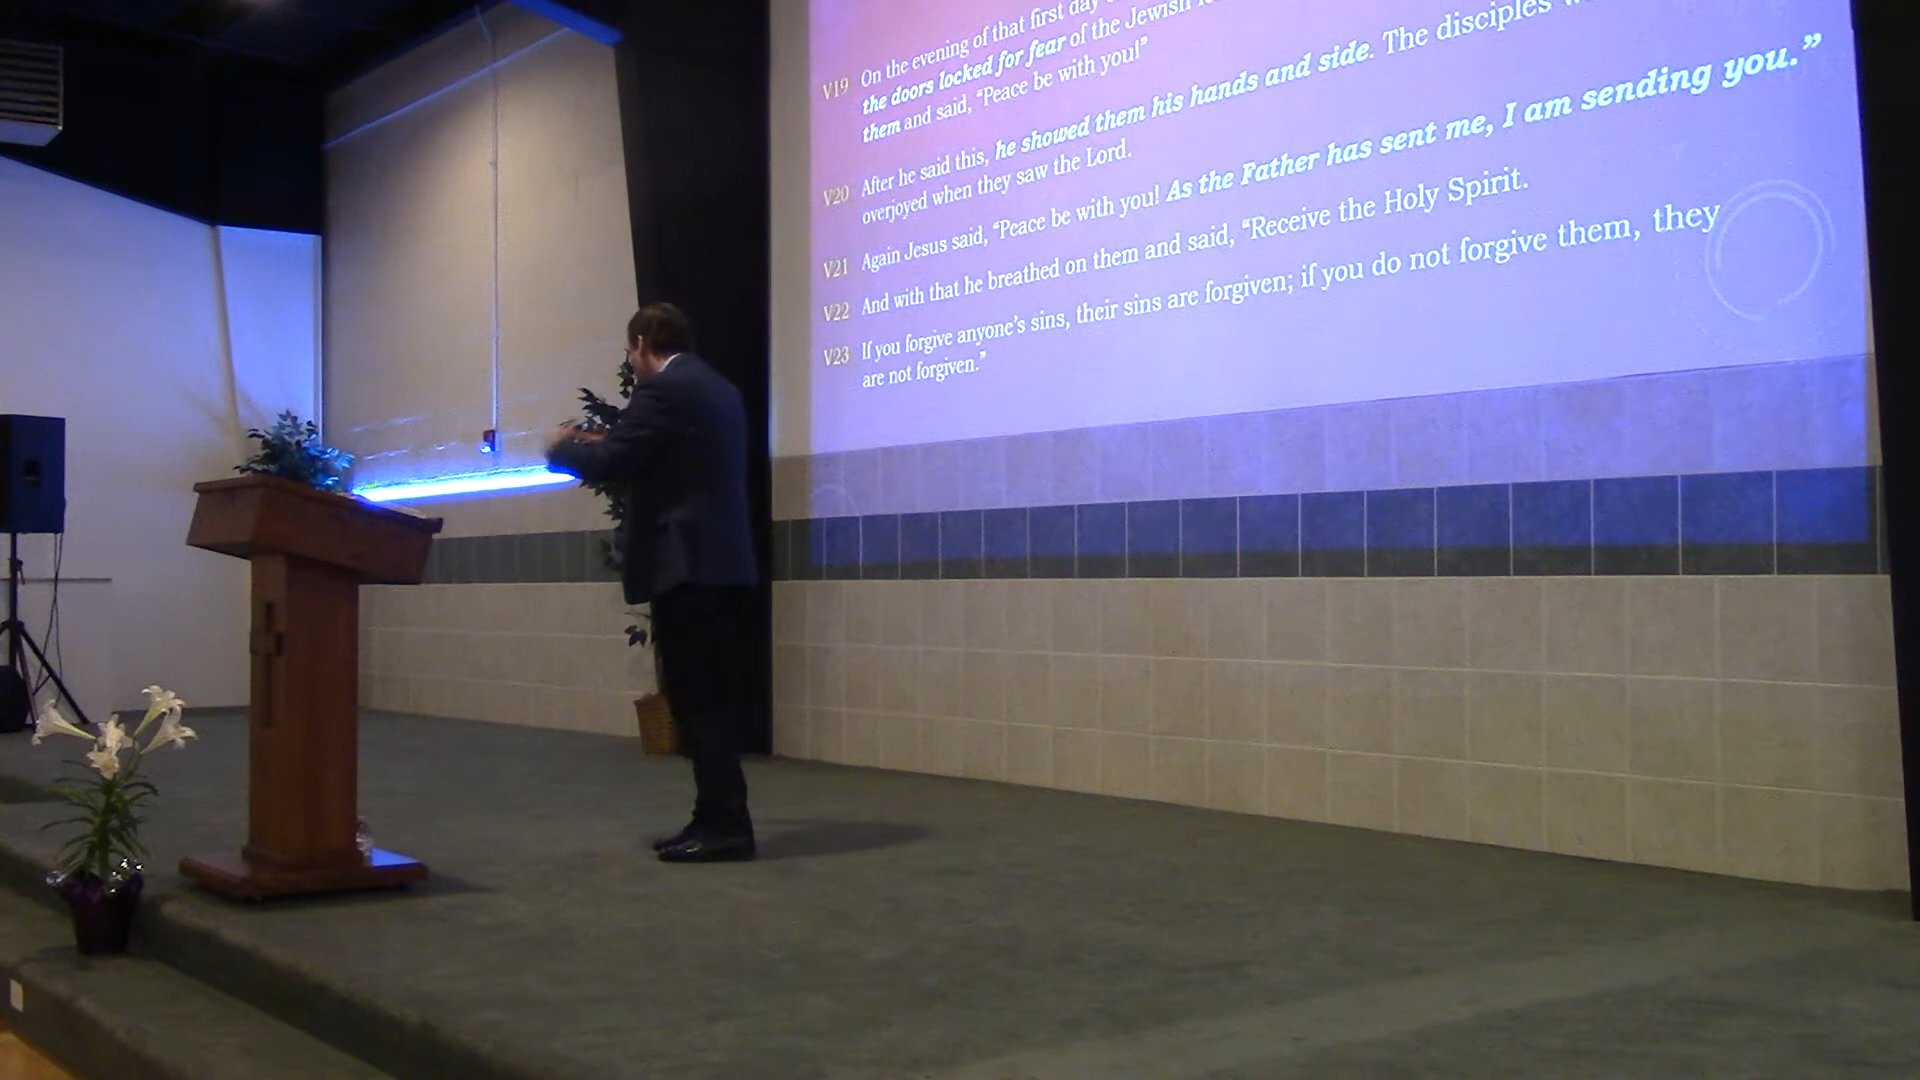 V19 On the evening of that first day
the doors locked for fear of the Jewish
them and said, “Peace be with you!”
V20 After he said this, he showed them his hands and side. The disciples
overjoyed when they saw the Lord.
V21 Again Jesus said, “Peace be with you! As the Father has sent me, I am sending you.”
V22 And with that he breathed on them and said, “Receive the Holy Spirit.
V23 If you forgive anyone’s sins, their sins are forgiven; if you do not forgive them, they
are not forgiven.”